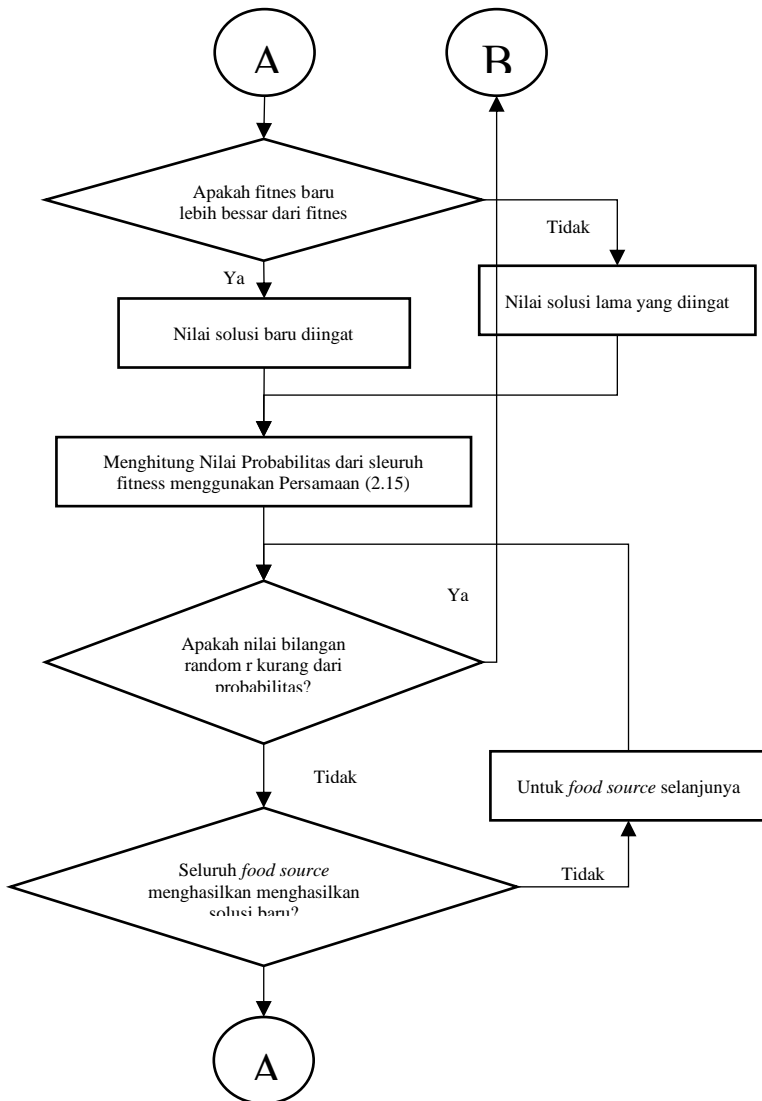 A
B
Apakah fitnes baru
lebih bessar dari fitnes
Tidak
Ya
Nilai solusi baru diingat
Nilai solusi lama yang diingat
Menghitung Nilai Probabilitas dari sleuruh
fitness menggunakan Persamaan (2.15)
Ya
Apakah nilai bilangan
random r kurang dari
probabilitas?
Tidak
Untuk food source selanjunya
Seluruh food source
menghasilkan menghasilkan
solusi baru?
Tidak
A